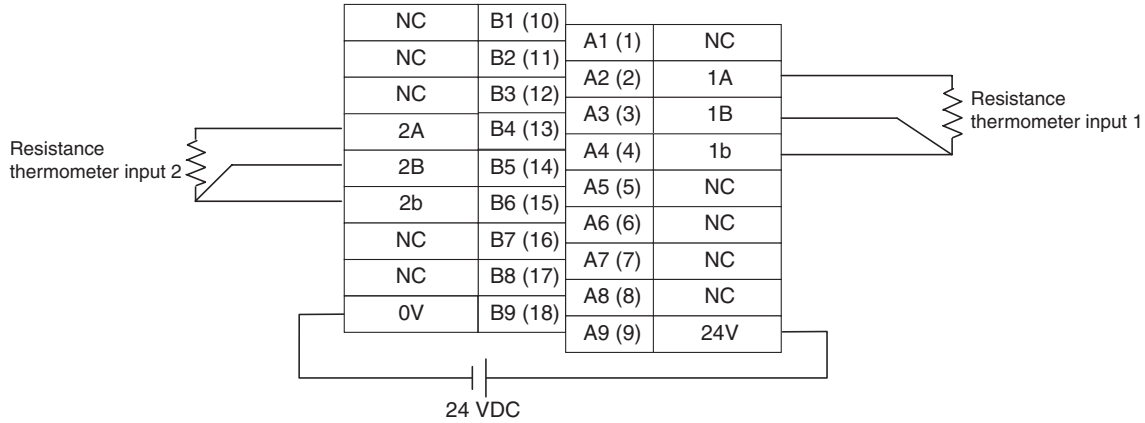 NC B1 (10)
NC B2 (11)
NC B3 (12)
2A B4 (13)
2B B5 (14)
2b B6 (15)
NC B7 (16)
NC B8 (17)
0V B9 (18)
A1 (1) NC
A2 (2) 1A
A3 (3) 1B
A4 (4) 1b
A5 (5) NC
A6 (6) NC
A7 (7) NC
A8 (8) NC
A9 (9) 24V
Resistance
thermometer input 2
Resistance
thermometer input 1
24 VDC